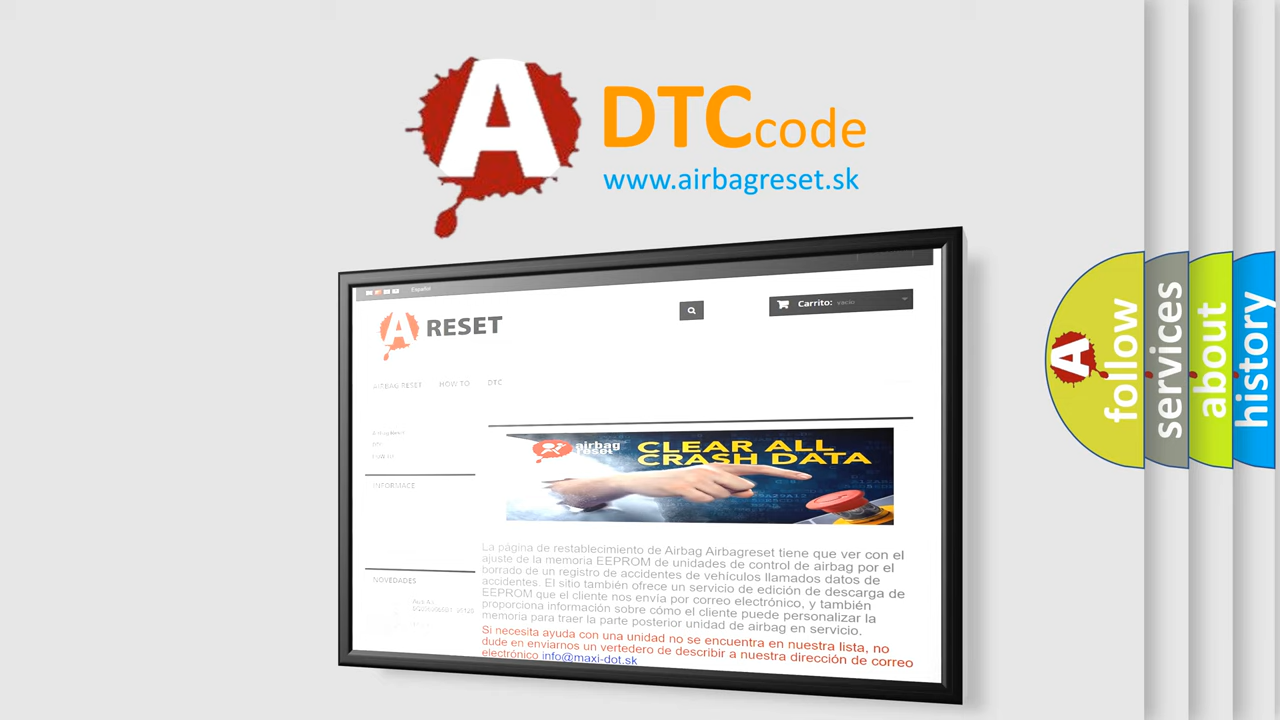 A
DTCcode
www.airbagreset.sk
Español
Carrito: vacío
A RESET
AIRBAG RESET HOW TO DTC
airbag
reset
CLEAR ALL
CRASH DATA
INFORMACE
La página de restablecimiento de Airbag Airbagreset tiene que ver con el
ajuste de la memoria EEPROM de unidades de control de airbag por el
borrado de un registro de accidentes de vehículos llamados datos de
accidentes. El sitio también ofrece un servicio de edición de descarga de
EEPROM que el cliente nos envía por correo electrónico, y también
proporciona información sobre cómo el cliente puede personalizar la
memoria para traer la parte posterior unidad de airbag en servicio.
Si necesita ayuda con una unidad no se encuentra en nuestra lista, no
dude en enviarnos un vertedero de describir a nuestra dirección de correo
electrónico info@maxi-dot.sk
NOVEDADES
A
follow
services
about
history